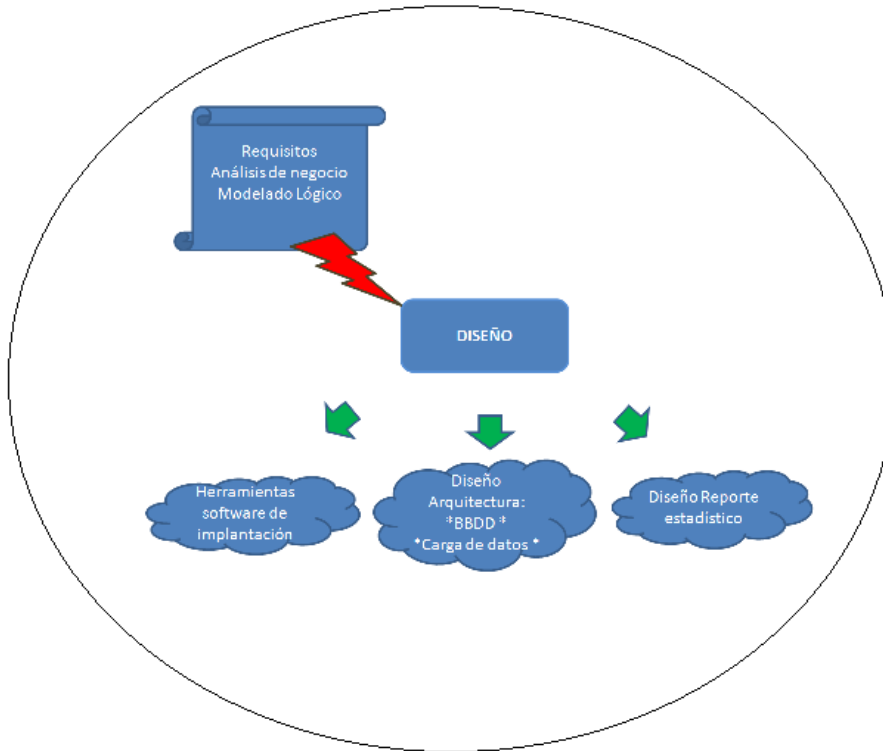 Requisitos
Análisis de negocio
Modelado Lógico
DISEÑO
Herramientas
software de
implantación
Diseño
Arquitectura:
*BBDD *
*Carga de datos *
Diseño Reporte
estadístico